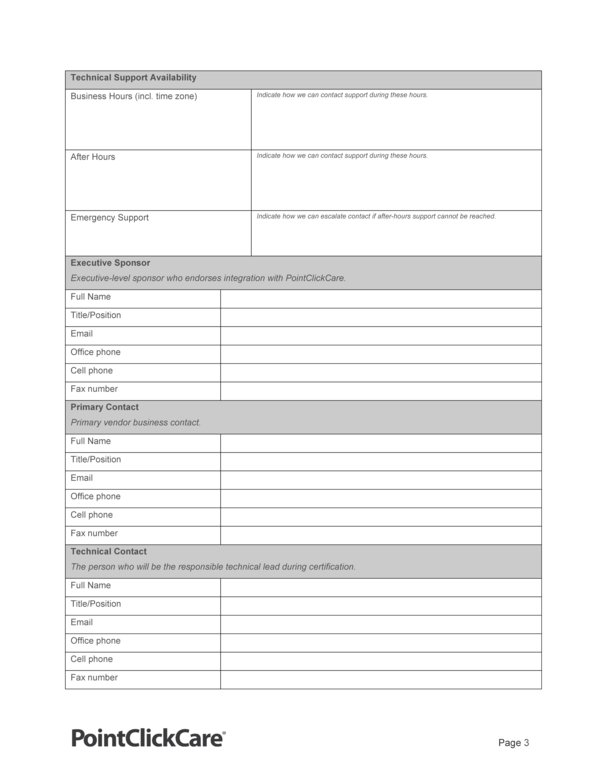 Technical Support Availability
Business Hours (incl. time zone)
Indicate how we can contact support during these hours.
After Hours
Indicate how we can contact support during these hours.
Emergency Support
Indicate how we can escalate contact if after-hours support cannot be reached.
Executive Sponsor
Executive-level sponsor who endorses integration with PointClickCare.
Full Name
Title/Position
Email
Office phone
Cell phone
Fax number
Primary Contact
Primary vendor business contact.
Full Name
Title/Position
Email
Office phone
Cell phone
Fax number
Technical Contact
The person who will be the responsible technical lead during certification.
Full Name
Title/Position
Email
Office phone
Cell phone
Fax number
PointClickCare®
Page 3